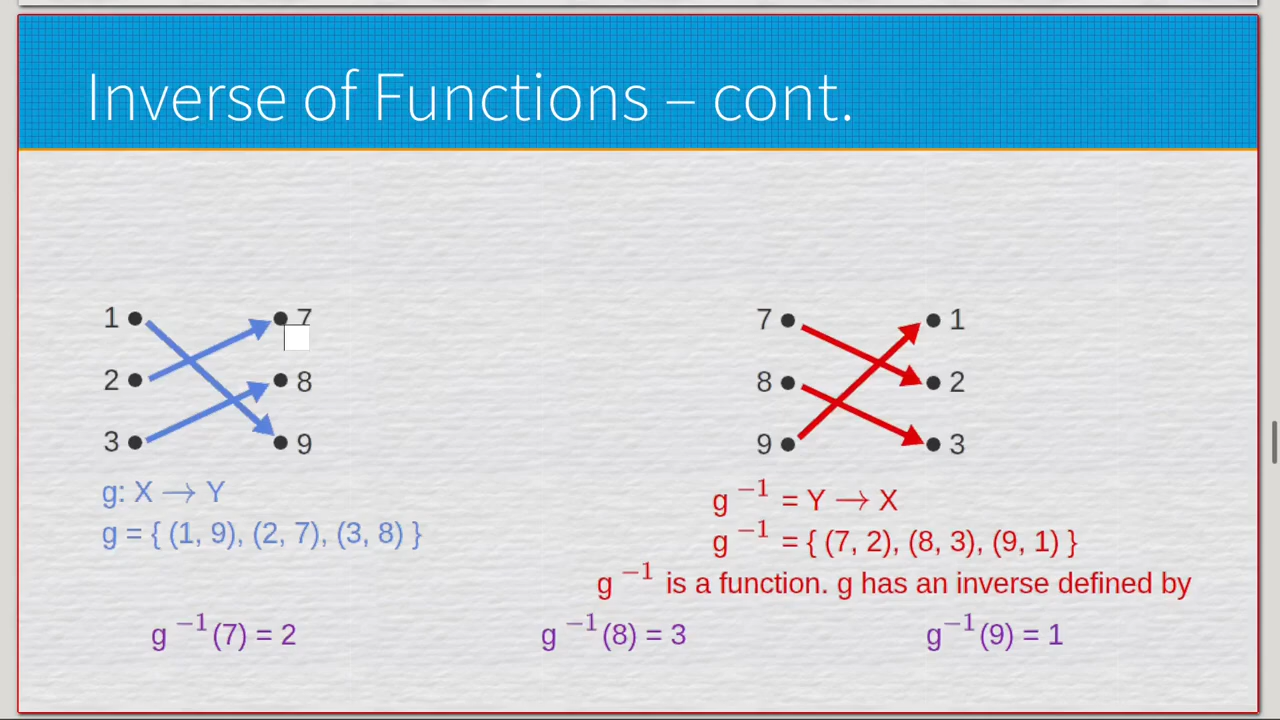 Inverse of Functions – cont.
1 7
2 8
3 9
g: X → Y
g = { (1, 9), (2, 7), (3, 8) }
7 1
8 2
9 3
g ⁻¹ = Y → X
g ⁻¹ = { (7, 2), (8, 3), (9, 1) }
g ⁻¹ is a function. g has an inverse defined by
g ⁻¹(7) = 2 g ⁻¹(8) = 3 g⁻¹(9) = 1